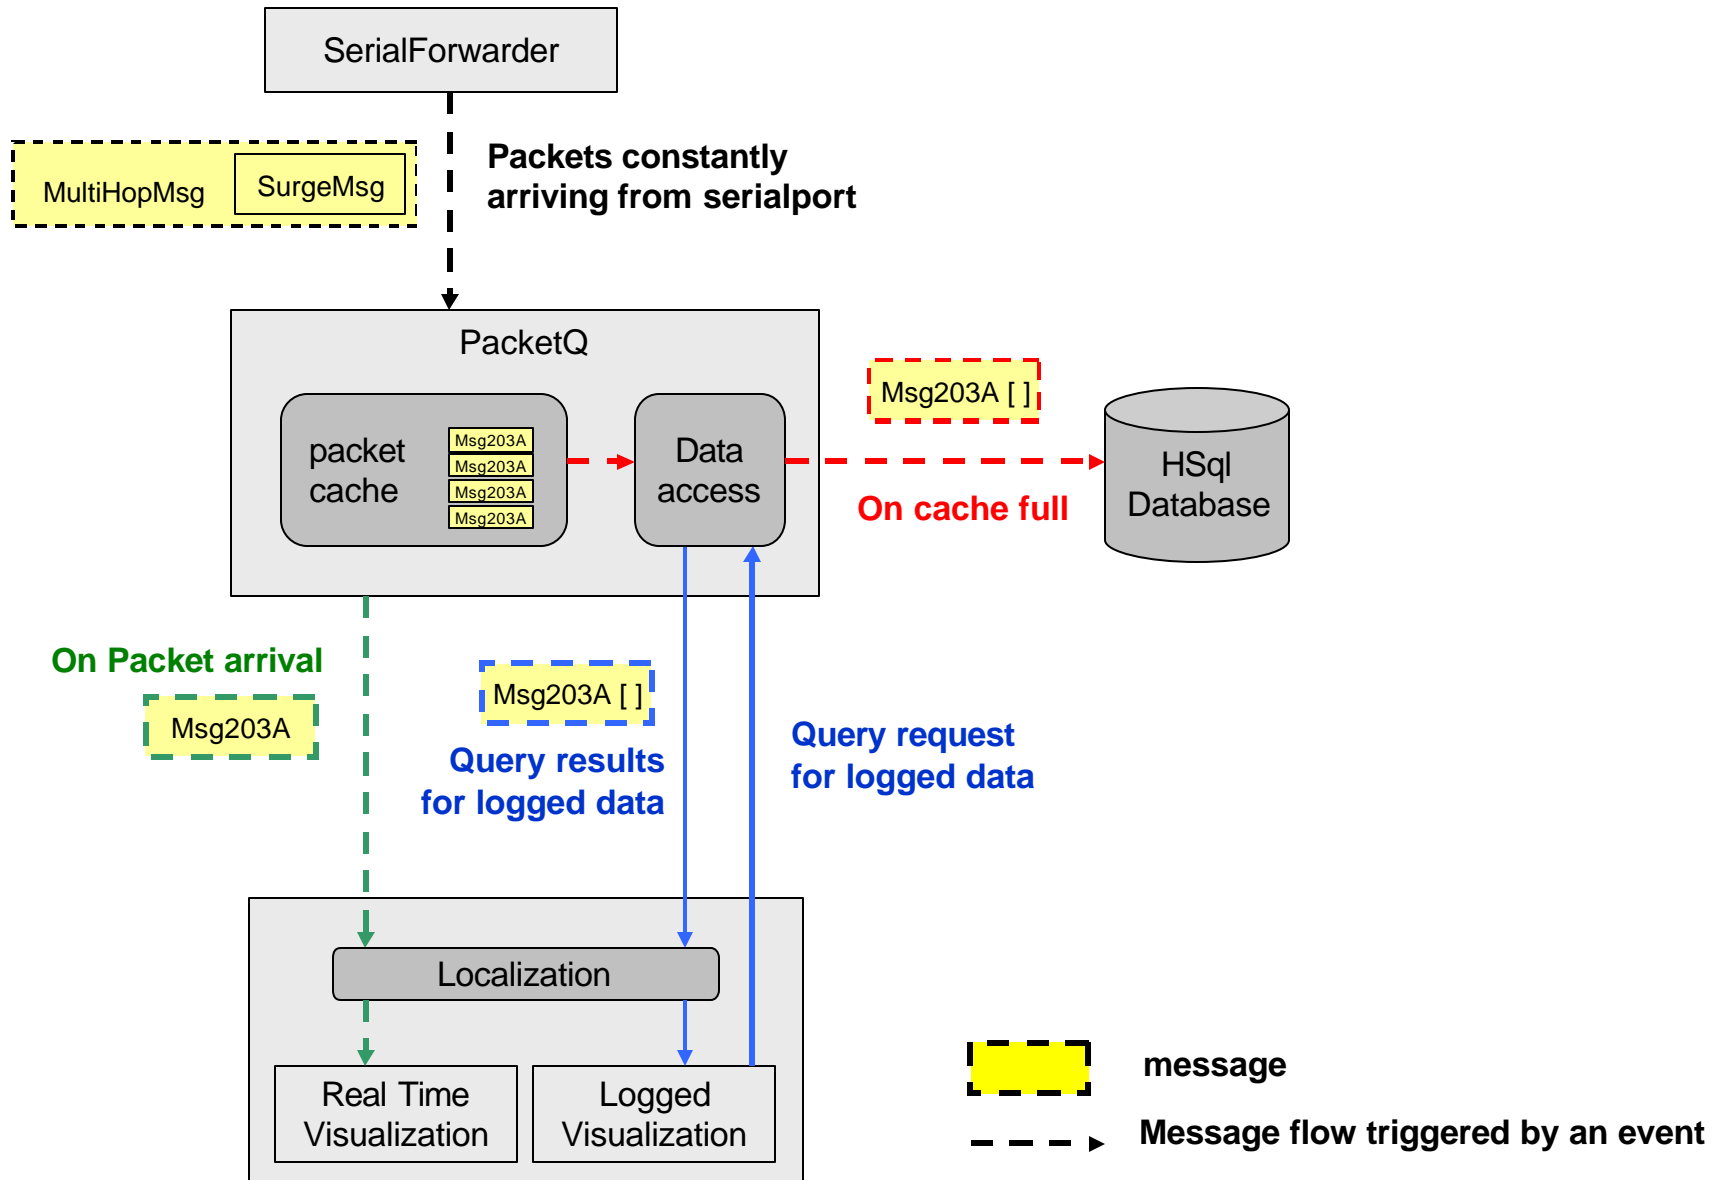 SerialForwarder
MultiHopMsg
SurgeMsg
Packets constantly
arriving from serialport
PacketQ
packet
cache
Msg203A
Msg203A
Msg203A
Msg203A
Data
access
Msg203A [ ]
On cache full
HSql
Database
On Packet arrival
Msg203A
Msg203A [ ]
Query results
for logged data
Query request
for logged data
Localization
Real Time
Visualization
Logged
Visualization
message
Message flow triggered by an event